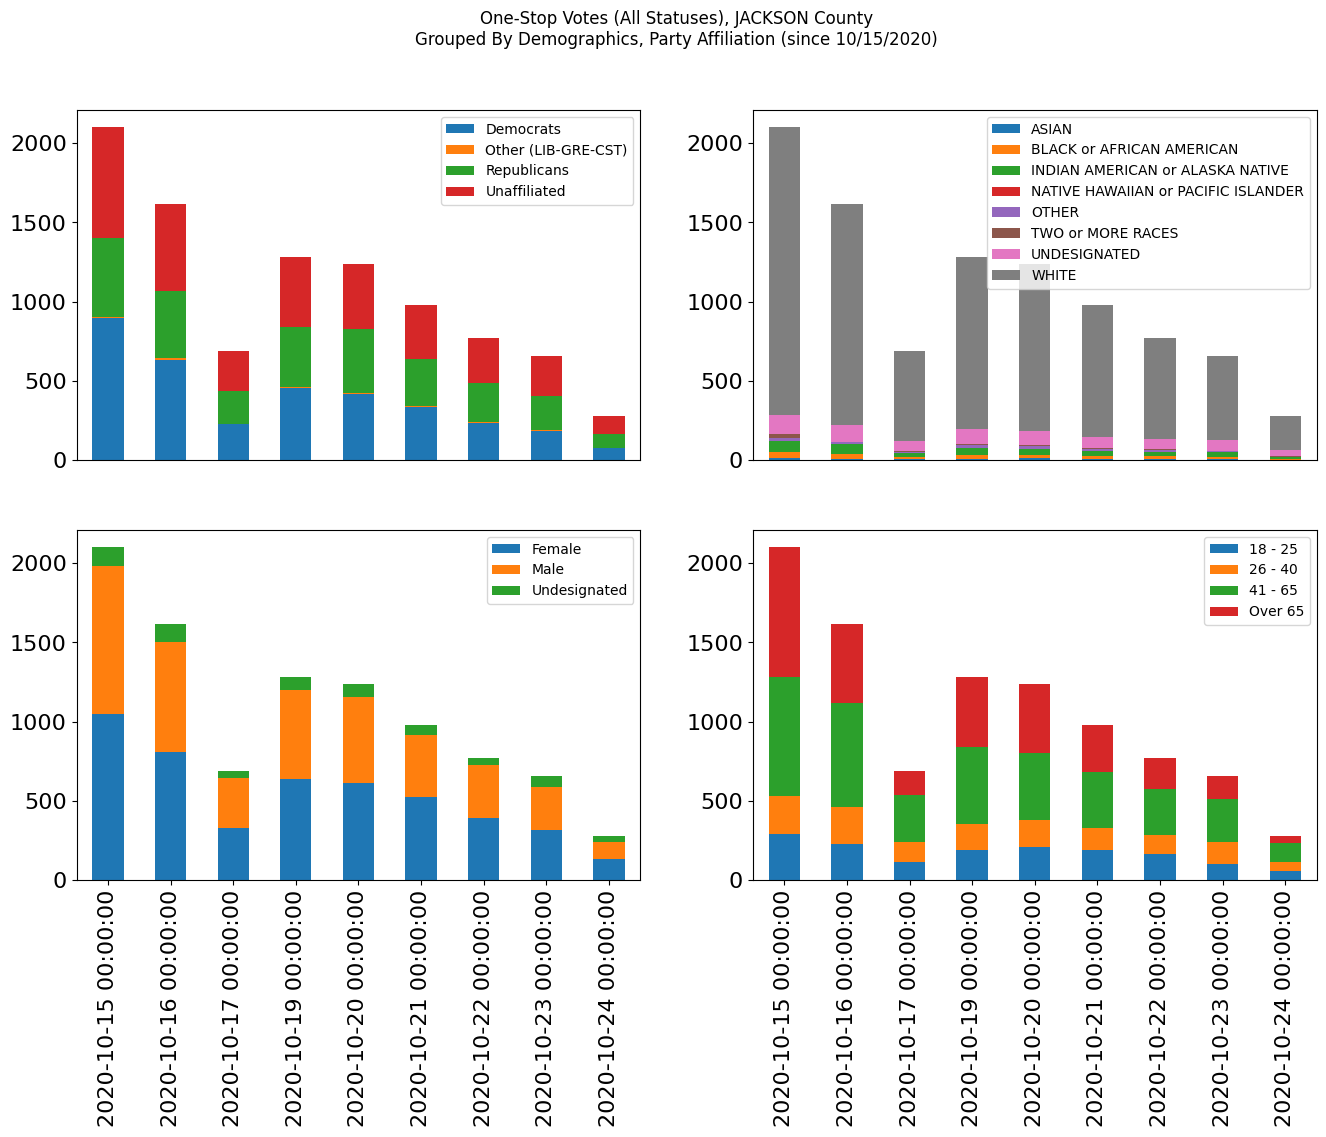 One-Stop Votes (All Statuses), JACKSON County
Grouped By Demographics, Party Affiliation (since 10/15/2020)
2000
1500
1000
500
0
Democrats
Other (LIB-GRE-CST)
Republicans
Unaffiliated
2000
1500
1000
500
0
ASIAN
BLACK or AFRICAN AMERICAN
INDIAN AMERICAN or ALASKA NATIVE
NATIVE HAWAIIAN or PACIFIC ISLANDER
OTHER
TWO or MORE RACES
UNDESIGNATED
WHITE
2000
1500
1000
500
0
Female
Male
Undesignated
2020-10-15 00:00:00
2020-10-16 00:00:00
2020-10-17 00:00:00
2020-10-19 00:00:00
2020-10-20 00:00:00
2020-10-21 00:00:00
2020-10-22 00:00:00
2020-10-23 00:00:00
2020-10-24 00:00:00
2000
1500
1000
500
0
18 - 25
26 - 40
41 - 65
Over 65
2020-10-15 00:00:00
2020-10-16 00:00:00
2020-10-17 00:00:00
2020-10-19 00:00:00
2020-10-20 00:00:00
2020-10-21 00:00:00
2020-10-22 00:00:00
2020-10-23 00:00:00
2020-10-24 00:00:00